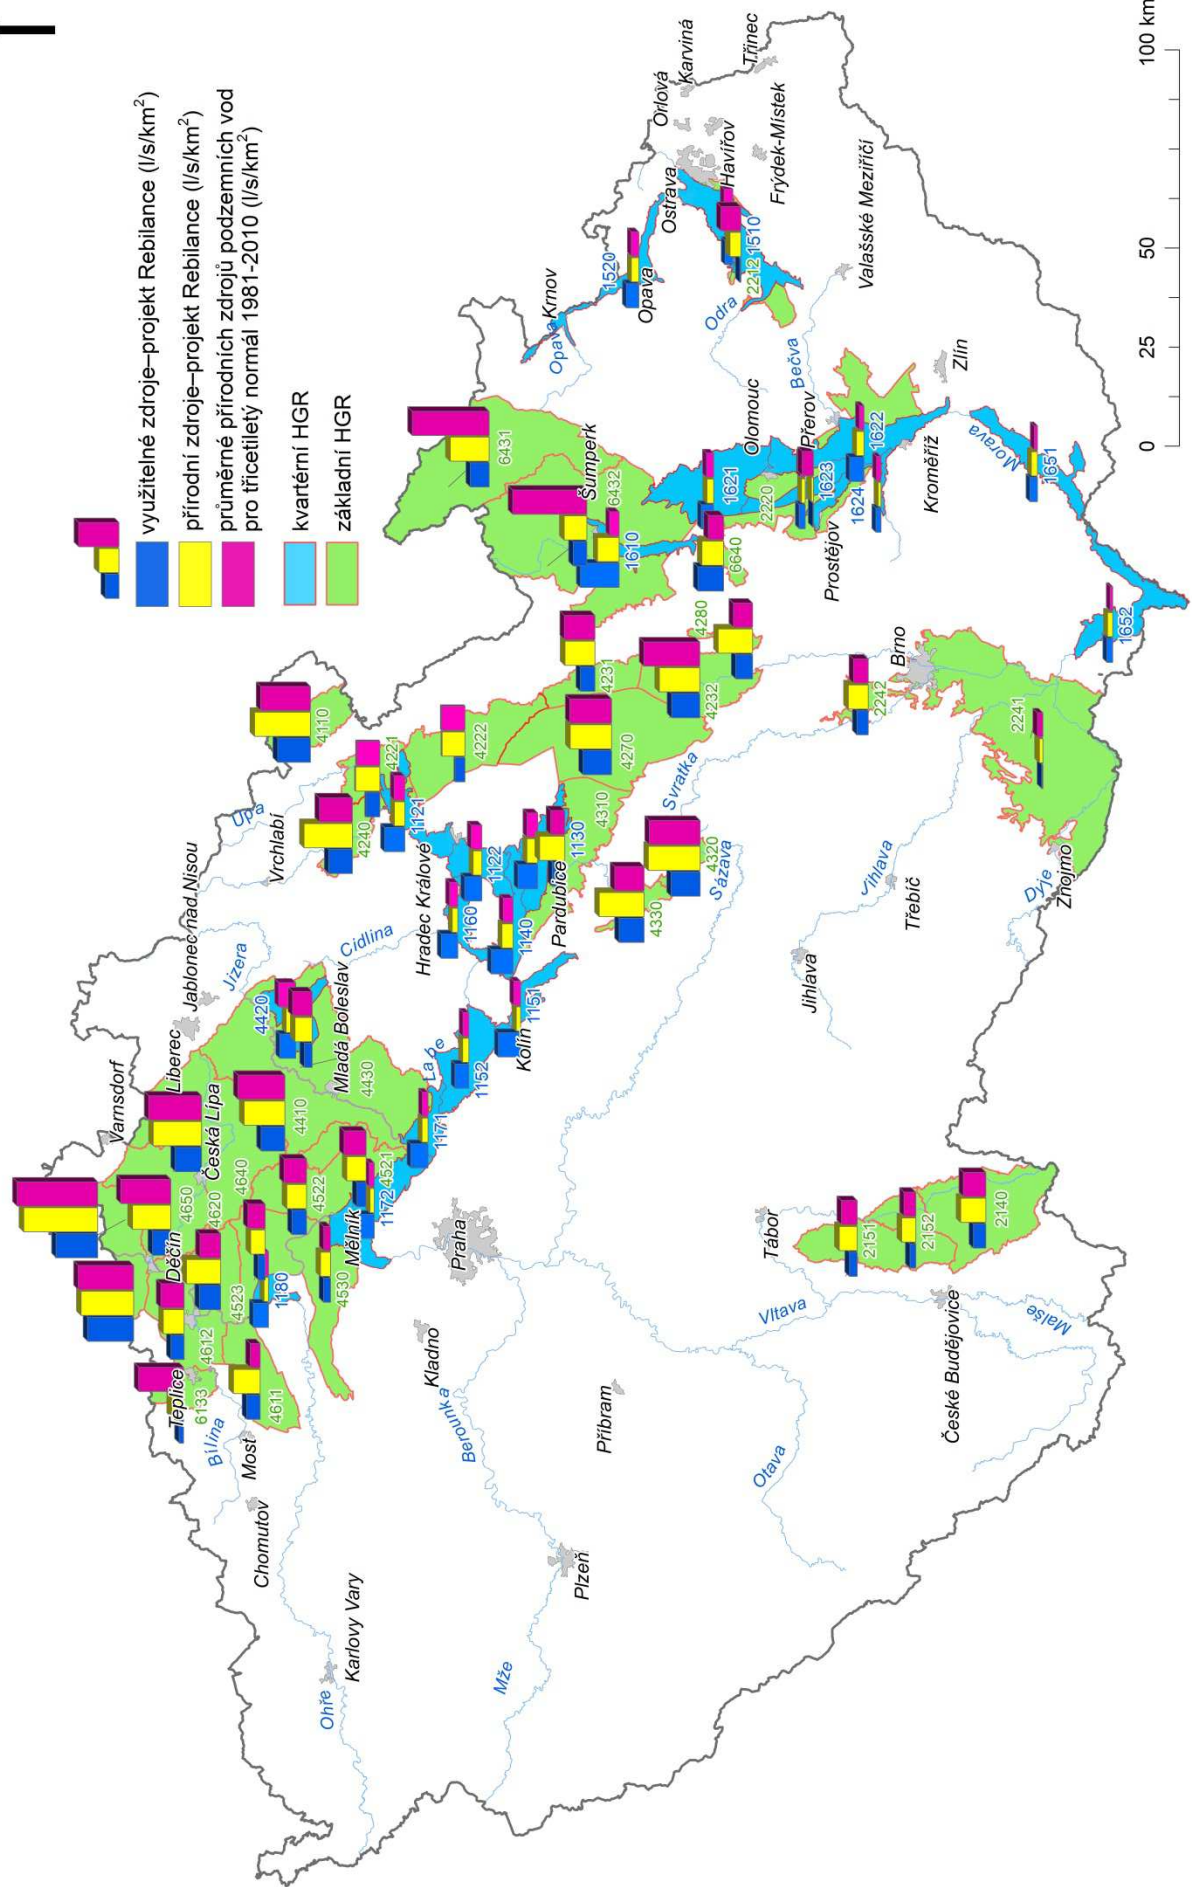 využitelné zdroje–projekt Rebilance (l/s/km²)
přírodní zdroje–projekt Rebilance (l/s/km²)
průměrné přírodních zdrojů podzemních vod
pro třicetiletý normál 1981-2010 (l/s/km²)
kvartérní HGR
základní HGR
Varnsdorf
Liberec
Jablonec nad Nisou
Česká Lípa
Děčín
Teplice
Most
Chomutov
Karlovy Vary
Mělník
Mladá Boleslav
Vrchlabí
Hradec Králové
Pardubice
Kolín
Praha
Kladno
Příbram
Plzeň
Tábor
České Budějovice
Jihlava
Třebíč
Znojmo
Brno
Prostějov
Olomouc
Přerov
Kroměříž
Zlín
Šumperk
Krnov
Opava
Ostrava
Orlová
Karviná
Havířov
Třinec
Frýdek-Místek
Valašské Meziříčí
Ohře
Bílina
Mže
Berounka
Otava
Vltava
Malše
Sázava
Labe
Jizera
Cidlina
Úpa
Svratka
Jihlava
Dyje
Morava
Bečva
Odra
Opava
4650
4620
4640
4612
4523
4611
6133
1180
4530
4522
4521
1172
4410
4430
4420
1171
1152
1151
1140
1160
1122
1121
1130
4240
4221
4222
4110
4231
4232
4270
4280
4310
4320
4330
6431
6432
1610
1621
6640
2220
1623
1622
1624
1651
1652
2241
2242
1520
1510
2212
2151
2152
2140
0
25
50
100 km